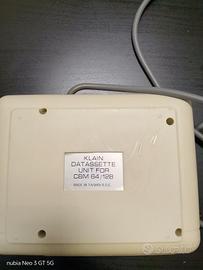 KLAIN
DATASSETTE
UNIT FOR
CBM 64/128
MADE IN TAIWAN R.O.C.
nubia Neo 3 GT 5G